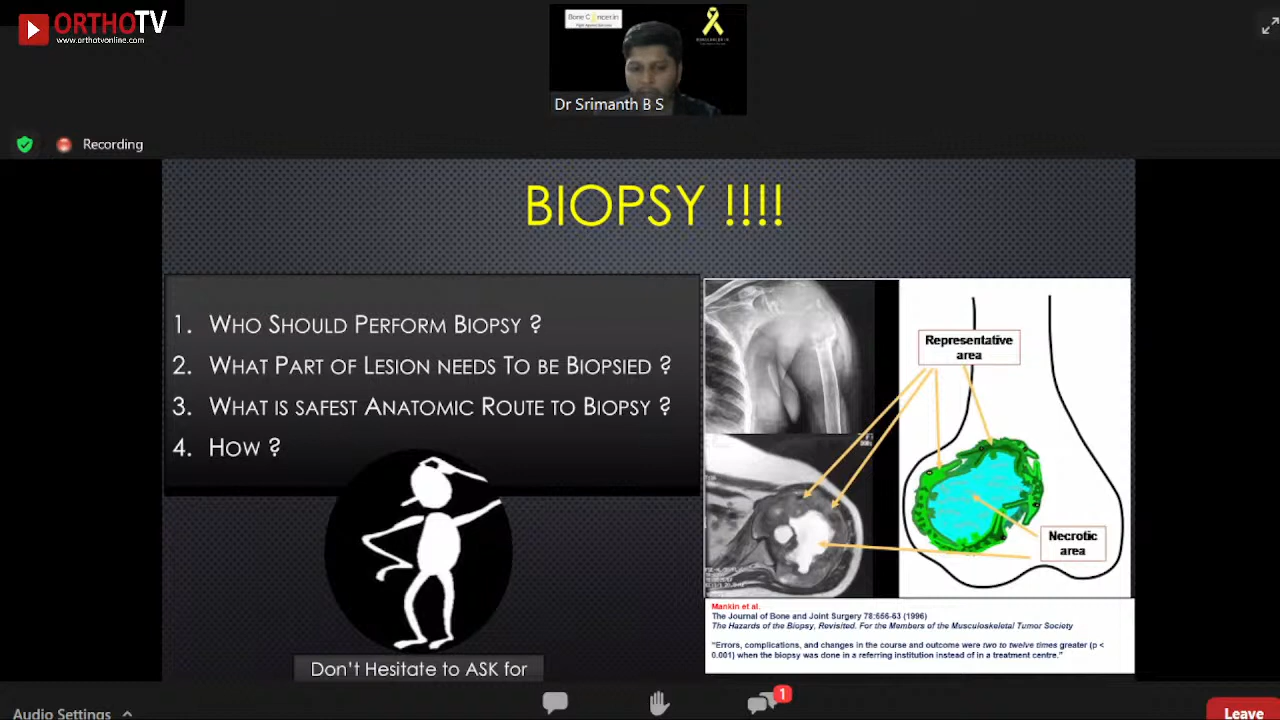 ORTHOTV
www.orthotvonline.com
Bone Cancer.in
Dr Srimanth B S
Recording
BIOPSY !!!!
1. WHO SHOULD PERFORM BIOPSY ?
2. WHAT PART OF LESION NEEDS TO BE BIOPSIED ?
3. WHAT IS SAFEST ANATOMIC ROUTE TO BIOPSY ?
4. HOW ?
Don't Hesitate to ASK for
Representative
area
Necrotic
area
Mankin et al.
The Journal of Bone and Joint Surgery 78:656-63 (1996)
The Hazards of the Biopsy, Revisited. For the Members of the Musculoskeletal Tumor Society
"Errors, complications, and changes in the course and outcome were two to twelve times greater (p <
0.001) when the biopsy was done in a referring institution instead of in a treatment centre."
1
Audio Settings
Leave